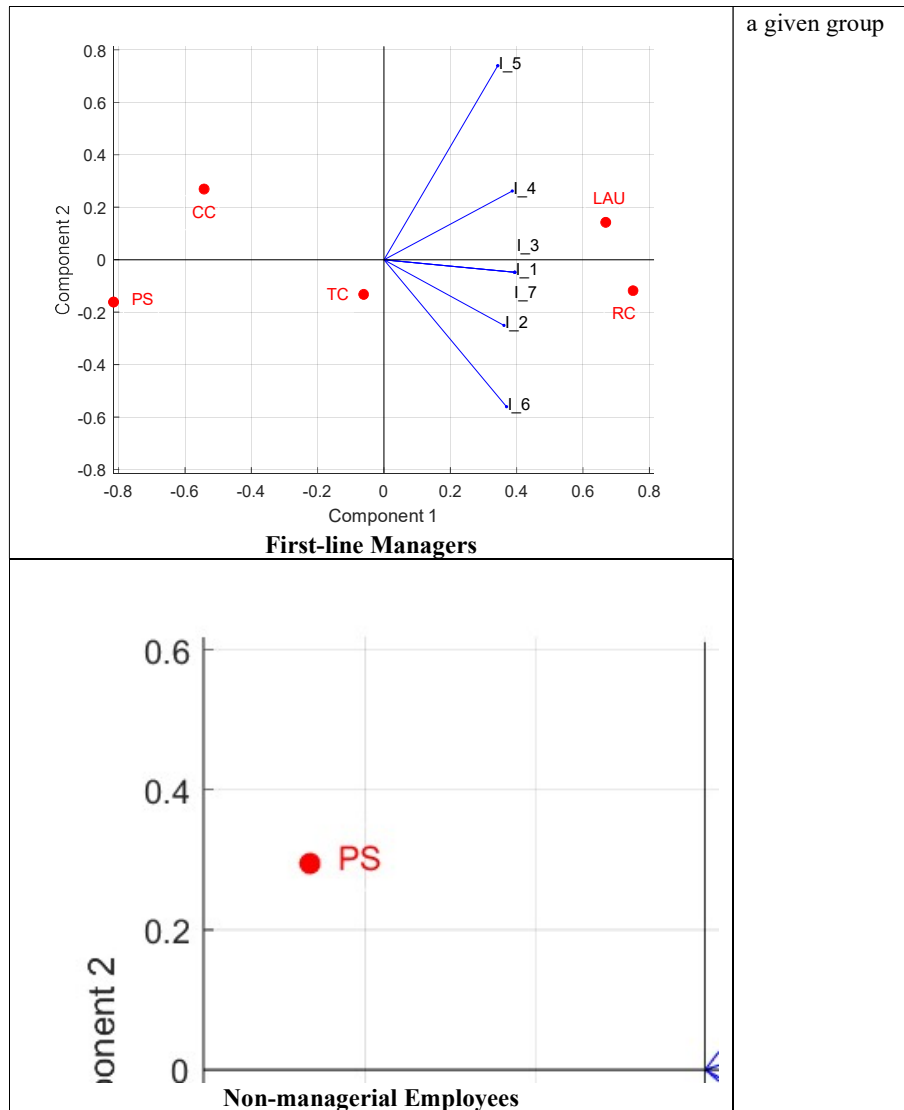 a given group
0.8
0.6
0.4
0.2
0
-0.2
-0.4
-0.6
-0.8
Component 2
I_5
I_4
I_3
I_1
I_7
I_2
I_6
CC
PS
TC
LAU
RC
-0.8 -0.6 -0.4 -0.2 0 0.2 0.4 0.6 0.8
Component 1
First-line Managers
0.6
0.4
0.2
0
ponent 2
PS
Non-managerial Employees